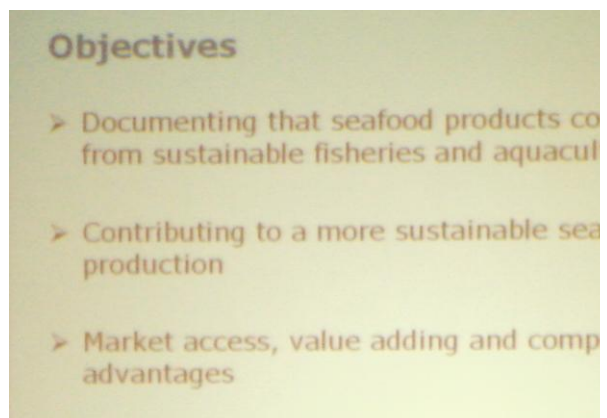 Objectives
➢ Documenting that seafood products co
from sustainable fisheries and aquacul
➢ Contributing to a more sustainable sea
production
➢ Market access, value adding and comp
advantages